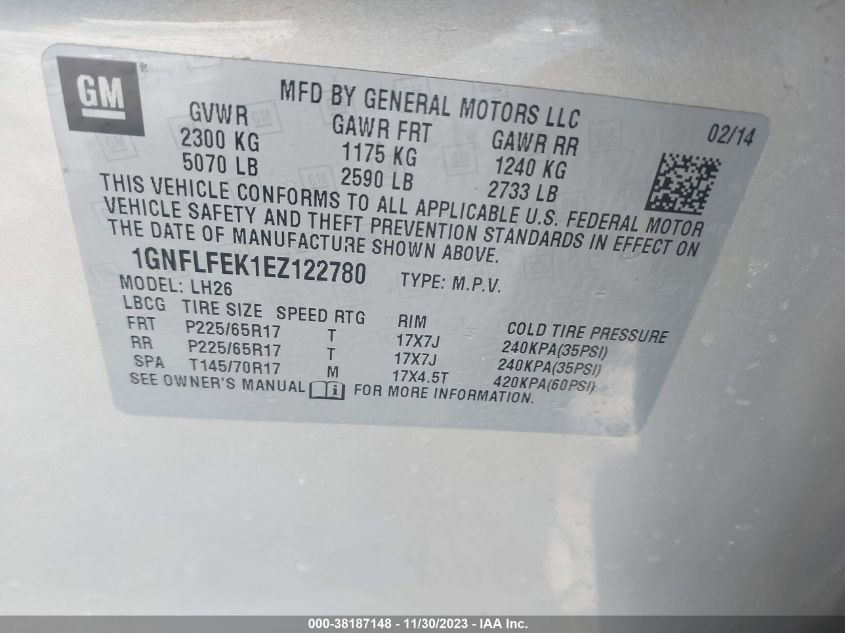 GM ®
MFD BY GENERAL MOTORS LLC
02/14
GVWR GAWR FRT GAWR RR
2300 KG 1175 KG 1240 KG
5070 LB 2590 LB 2733 LB
THIS VEHICLE CONFORMS TO ALL APPLICABLE U.S. FEDERAL MOTOR
VEHICLE SAFETY AND THEFT PREVENTION STANDARDS IN EFFECT ON
THE DATE OF MANUFACTURE SHOWN ABOVE.
1GNFLFEK1EZ122780 TYPE: M.P.V.
MODEL: LH26
LBCG TIRE SIZE SPEED RTG RIM COLD TIRE PRESSURE
FRT P225/65R17 T 17X7J 240KPA(35PSI)
RR P225/65R17 T 17X7J 240KPA(35PSI)
SPA T145/70R17 M 17X4.5T 420KPA(60PSI)
SEE OWNER'S MANUAL FOR MORE INFORMATION.
000-38187148 - 11/30/2023 - IAA Inc.